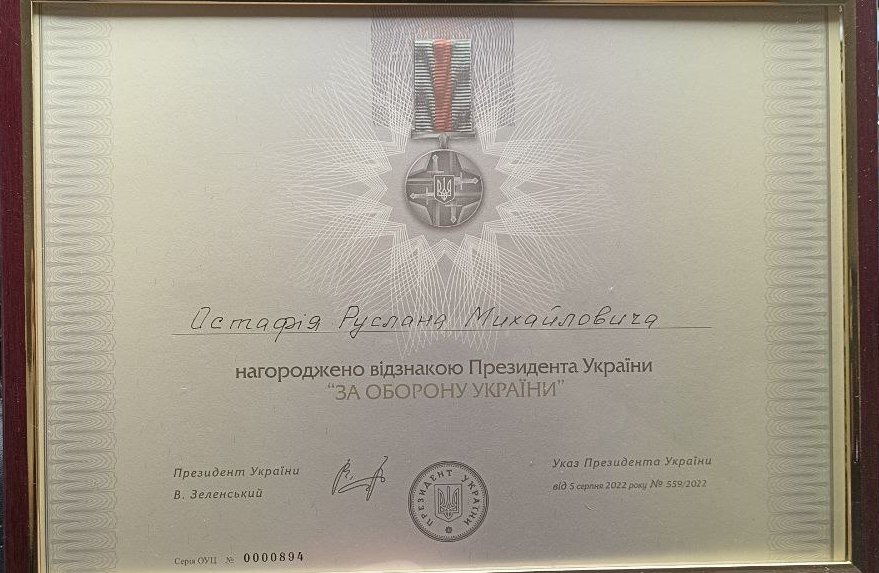 Остафія Руслана Михайловича
нагороджено відзнакою Президента України
“ЗА ОБОРОНУ УКРАЇНИ”
Президент України
В. Зеленський
ПРЕЗИДЕНТ УКРАЇНИ
Указ Президента України
від 5 серпня 2022 року № 559/2022
Серія ОУЦ № 0000894